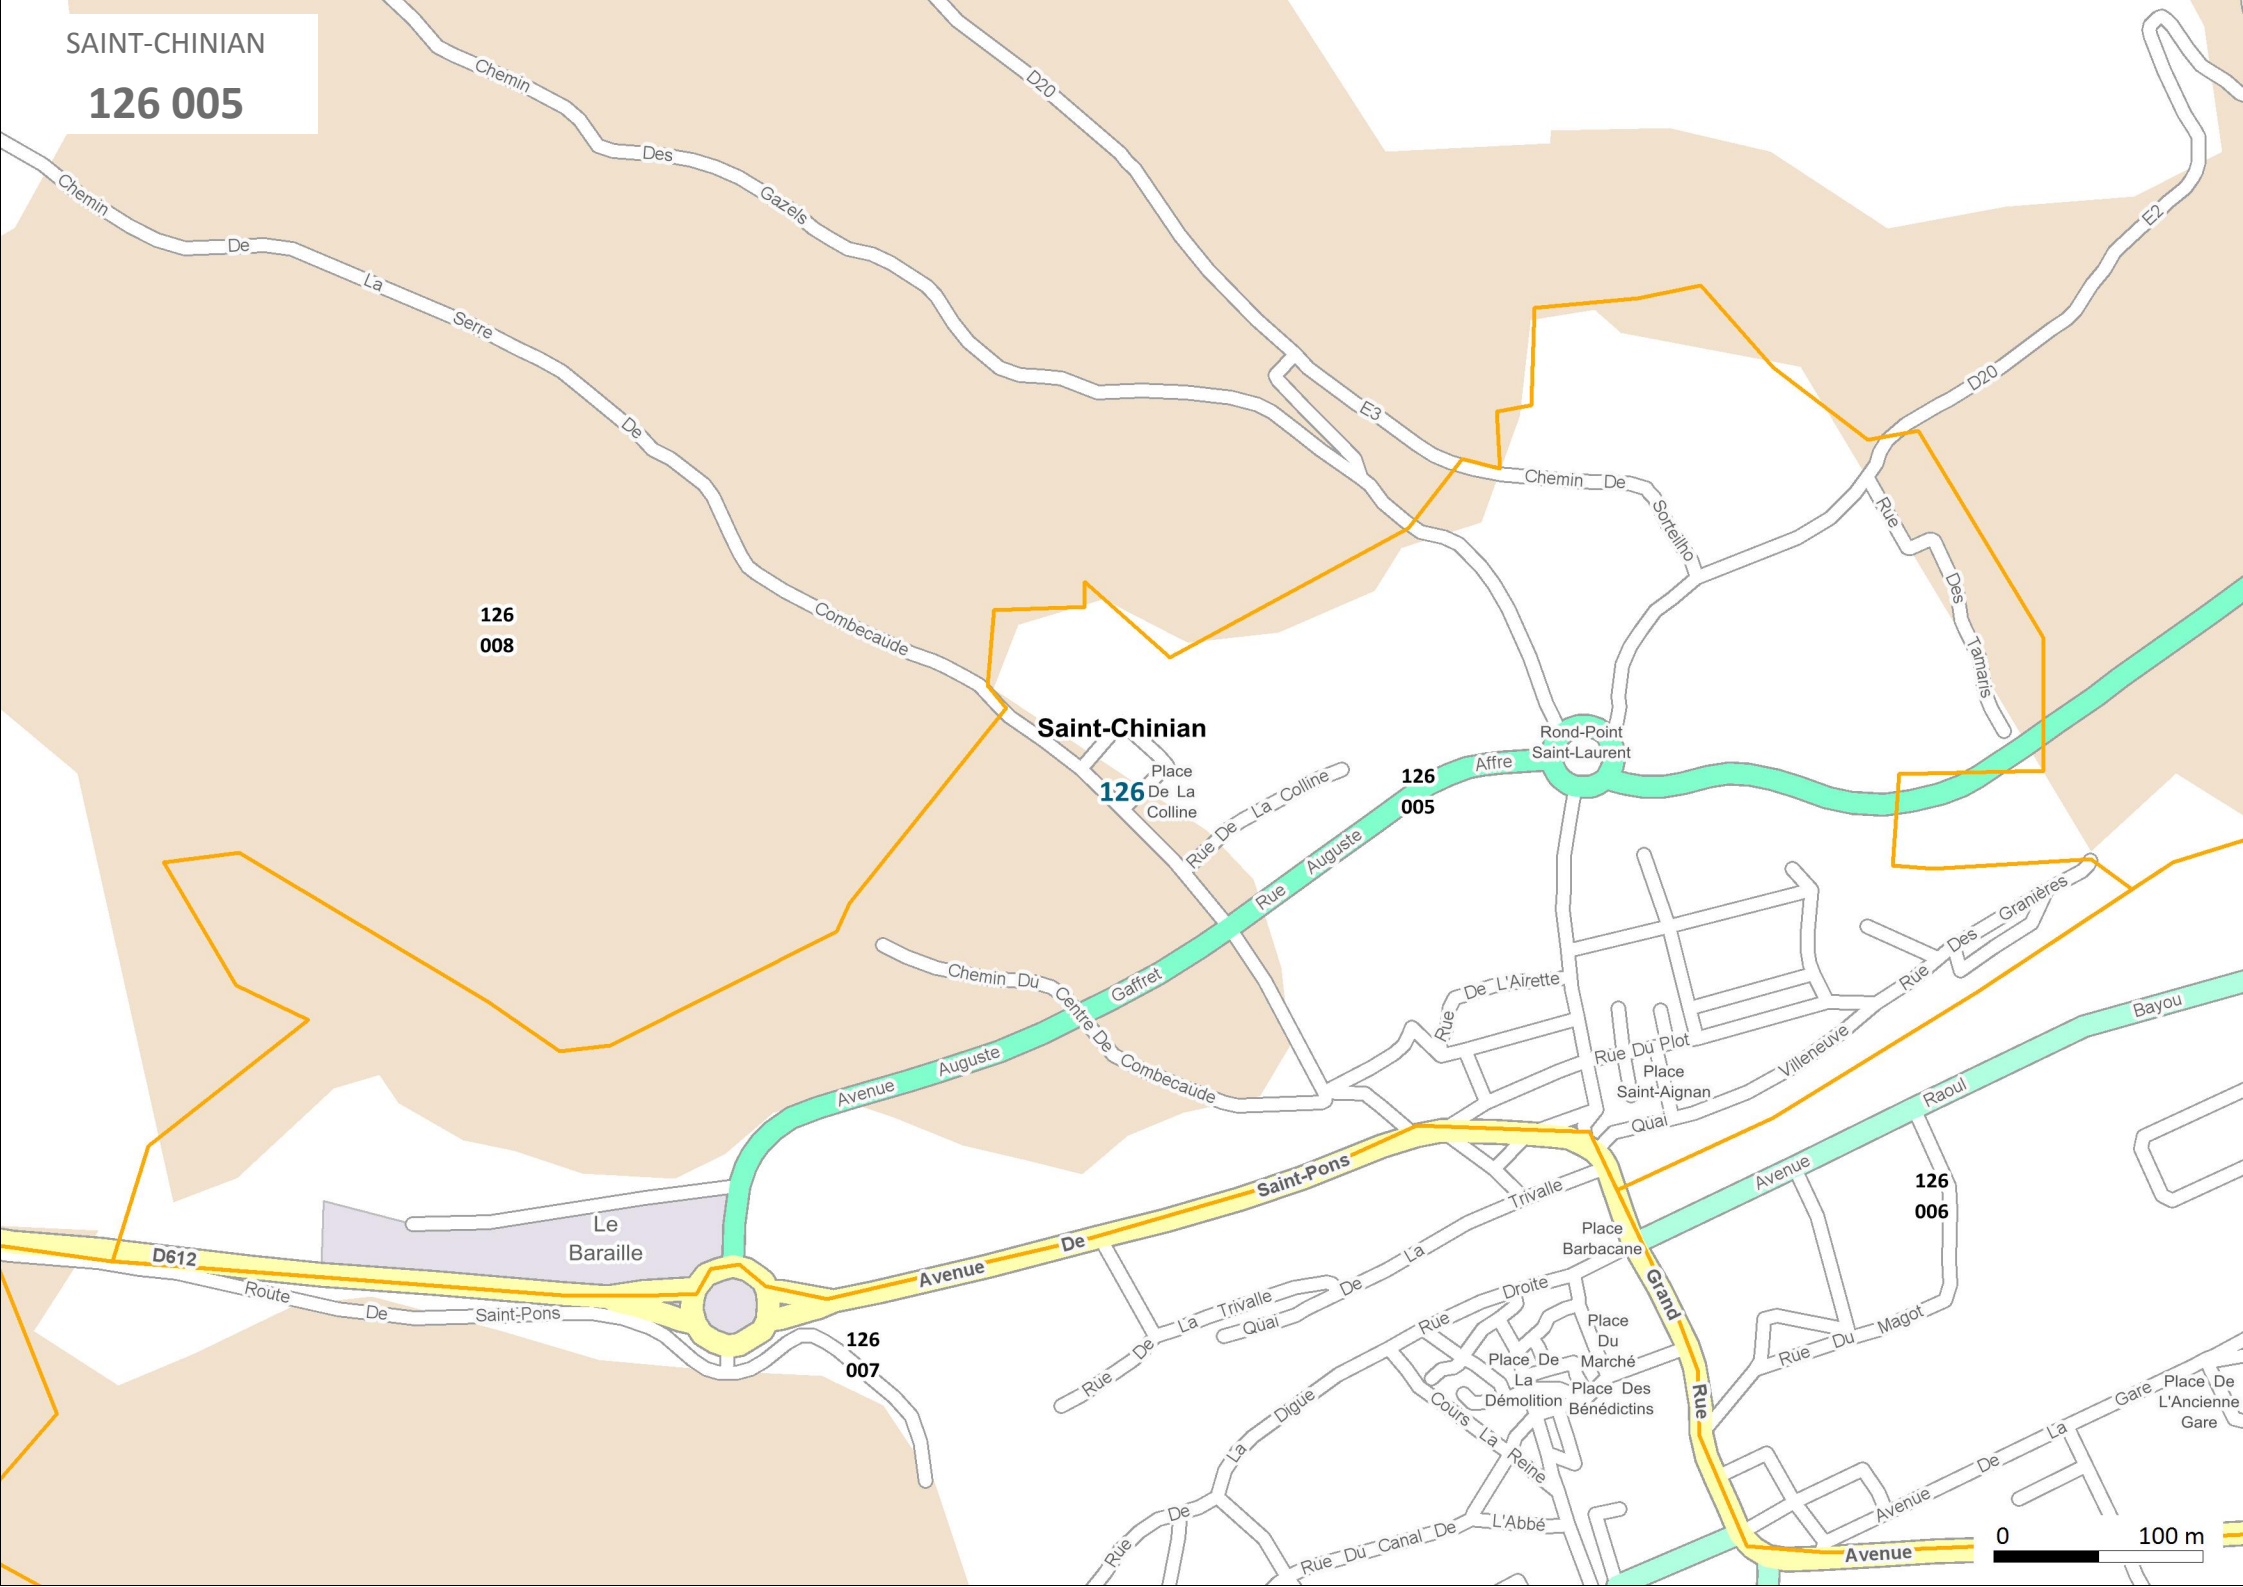 SAINT-CHINIAN
126 005
Chemin
Des
Gazels
D20
Chemin
De
La
Serre
De
Combecaude
E2
D20
E3
Chemin De
Sorteilho
Rue
Des
Tamaris
126
008
Saint-Chinian
126
Place
De La
Colline
Rue De La Colline
Rond-Point
Saint-Laurent
126
005
Affre
Auguste
Rue
Gaffret
Auguste
Avenue
Chemin Du
Centre De
Combecaude
Rue
De L'Airette
Rue Du Plot
Place
Saint-Aignan
Quai
Villeneuve
Rue
Des
Granières
Bayou
Raoul
Avenue
126
006
Le
Baraille
D612
Route
De
Saint-Pons
126
007
Avenue
De
Saint-Pons
Trivalle
La
De
Quai
Rue
De
La
Trivalle
Place
Barbacane
Grand
Rue
Droite
Rue
Place
Du
Marché
Place De
La
Démolition
Place Des
Bénédictins
Cours La Reine
Digue
La
De
Rue
Rue Du Canal De
L'Abbé
Rue Du Magot
Place De
L'Ancienne
Gare
Gare
La
De
Avenue
Avenue
0 100 m